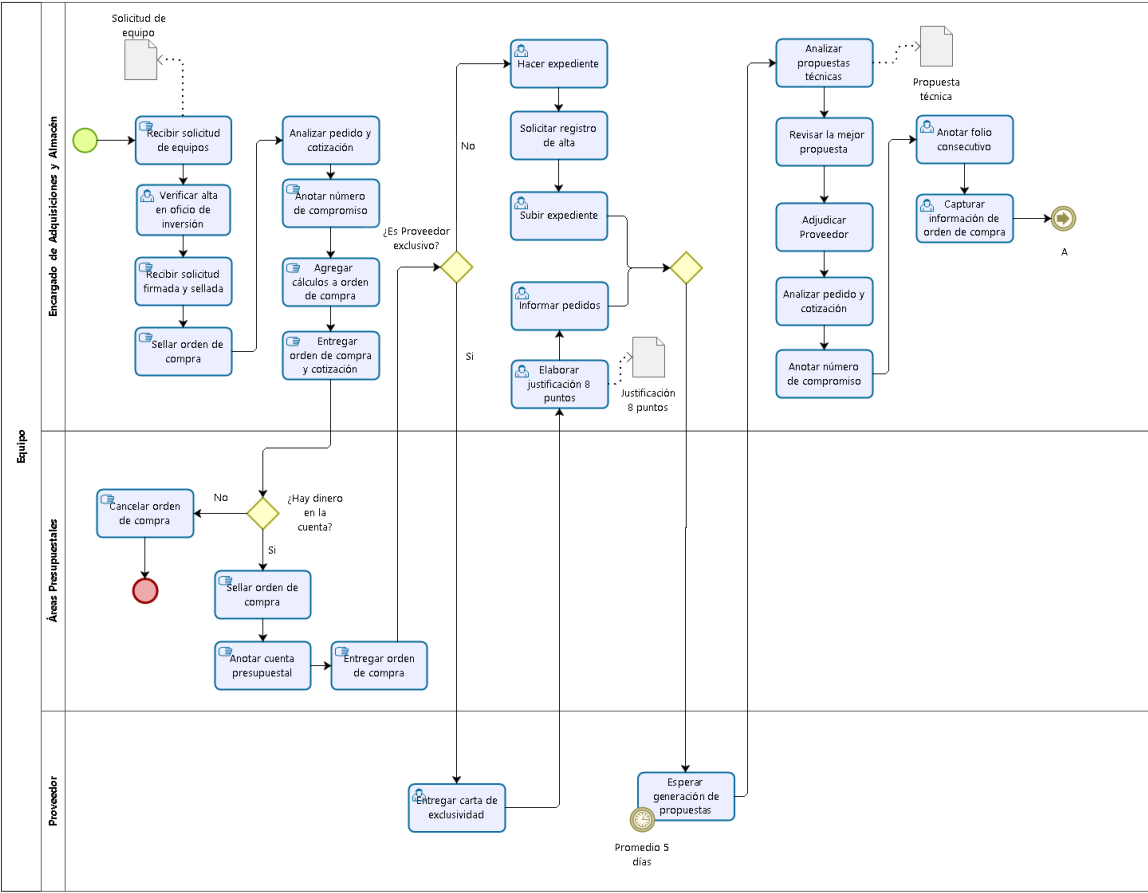 Equipo
Encargado de Adquisiciones y Almacén
Solicitud de
equipo
Recibir solicitud
de equipos
Verificar alta
en oficio de
inversión
Recibir solicitud
firmada y sellada
Sellar orden de
compra
Analizar pedido y
cotización
Anotar número
de compromiso
Agregar
cálculos a orden
de compra
Entregar
orden de compra
y cotización
¿Es Proveedor
exclusivo?
No
Si
Hacer expediente
Solicitar registro
de alta
Subir expediente
Informar pedidos
Elaborar
justificación 8
puntos
Justificación
8 puntos
Analizar
propuestas
técnicas
Propuesta
técnica
Revisar la mejor
propuesta
Adjudicar
Proveedor
Analizar pedido y
cotización
Anotar número
de compromiso
Anotar folio
consecutivo
Capturar
información de
orden de compra
A
Áreas Presupuestales
¿Hay dinero
en la
cuenta?
No
Si
Cancelar orden
de compra
Sellar orden de
compra
Anotar cuenta
presupuestal
Entregar orden
de compra
Proveedor
Entregar carta de
exclusividad
Esperar
generación de
propuestas
Promedio 5
días